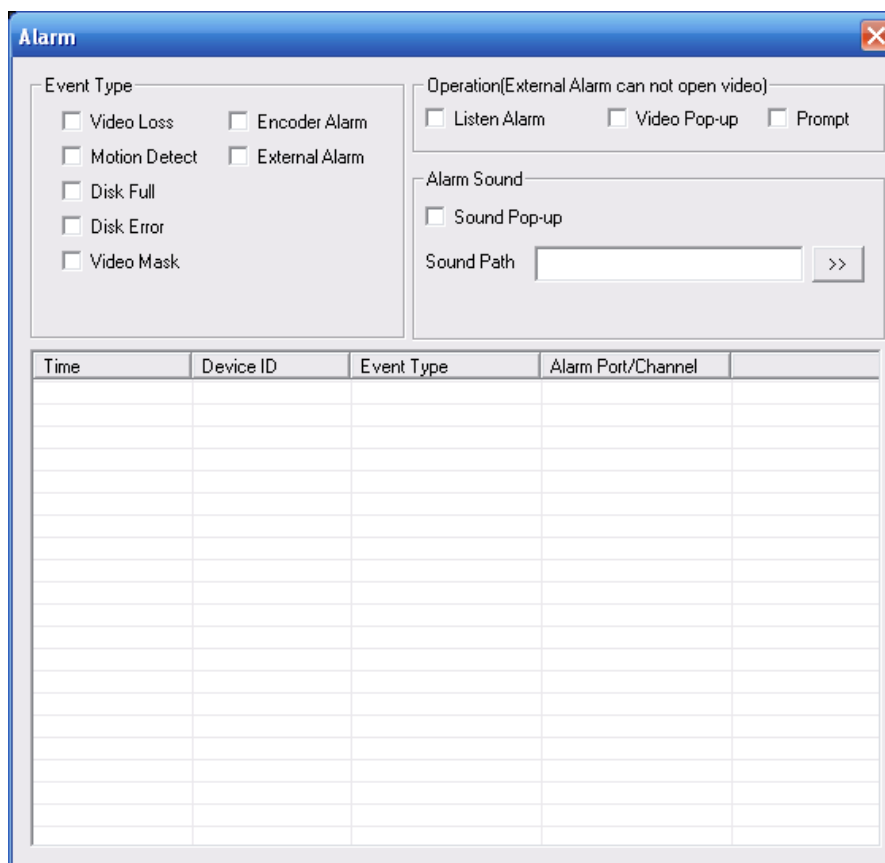 Alarm
Event Type
Video Loss
Encoder Alarm
Motion Detect
External Alarm
Disk Full
Disk Error
Video Mask
Operation(External Alarm can not open video)
Listen Alarm
Video Pop-up
Prompt
Alarm Sound
Sound Pop-up
Sound Path
>>
Time
Device ID
Event Type
Alarm Port/Channel